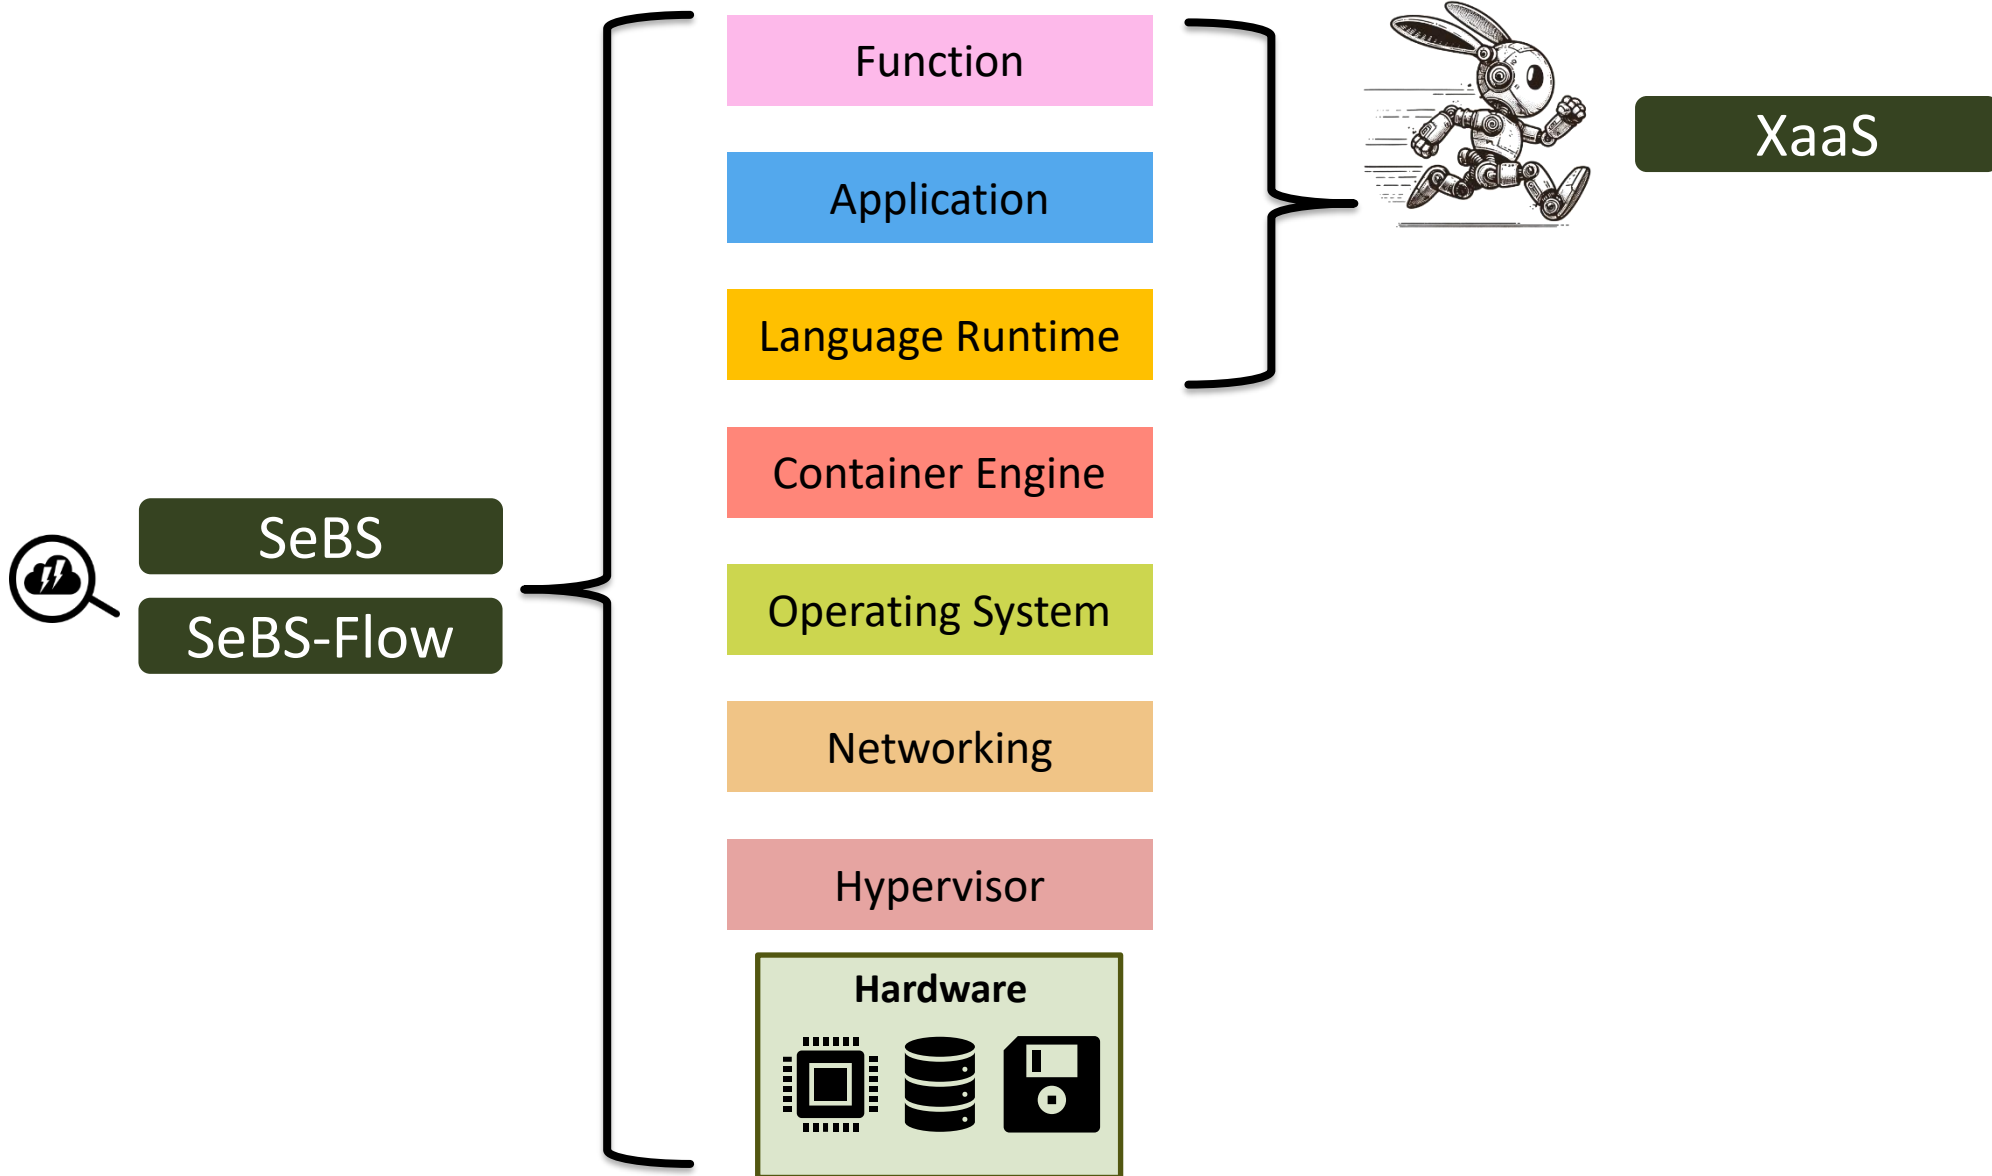 Function
XaaS
Application
Language Runtime
Container Engine
SeBS
Operating System
SeBS-Flow
Networking
Hypervisor
Hardware